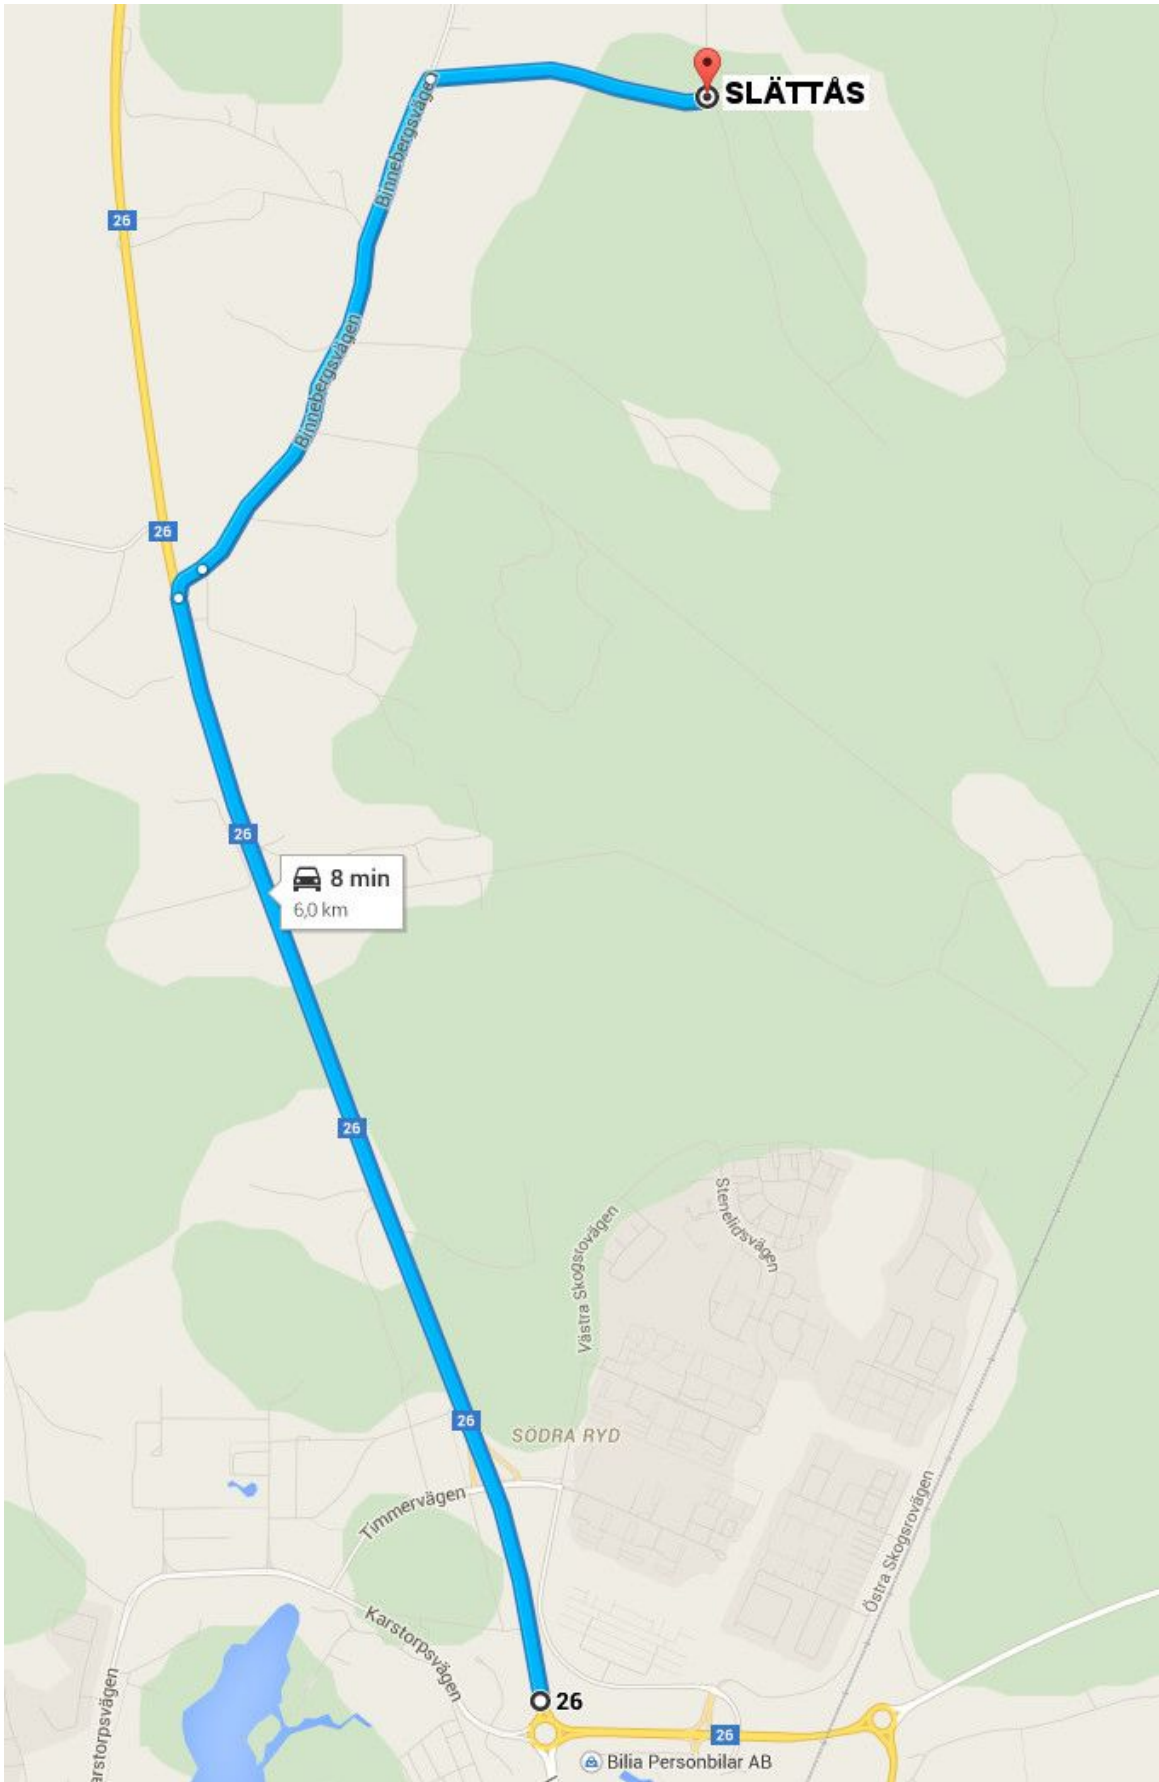 SLÄTTÅS
Binnebergsväge
26
Binnebergsvägen
26
26
8 min
6,0 km
26
Stenelidsvägen
Västra Skogsrovägen
26
SÖDRA RYD
Timmervägen
Östra Skogsrovägen
Karstorpsvägen
arstorpsvägen
26
26
Bilia Personbilar AB